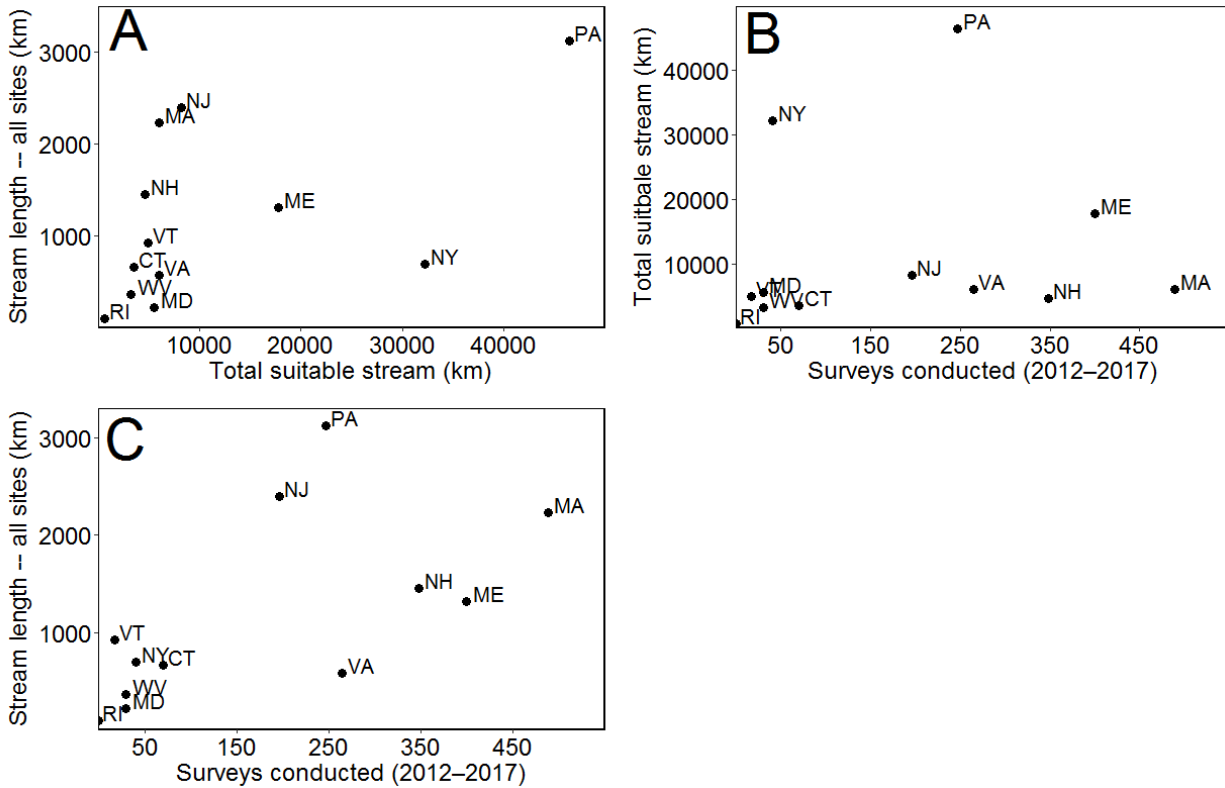 A
3000
2000
1000
Stream length -- all sites (km)
PA
NJ
MA
NH
ME
VT
CT
VA
NY
WV
MD
RI
10000 20000 30000 40000
Total suitable stream (km)
B
40000
30000
20000
10000
Total suitbale stream (km)
PA
NY
ME
NJ
VA
NH
MA
MD
VT
WV
CT
RI
50 150 250 350 450
Surveys conducted (2012–2017)
C
3000
2000
1000
Stream length -- all sites (km)
PA
NJ
MA
NH
ME
VT
NY
CT
VA
WV
MD
RI
50 150 250 350 450
Surveys conducted (2012–2017)